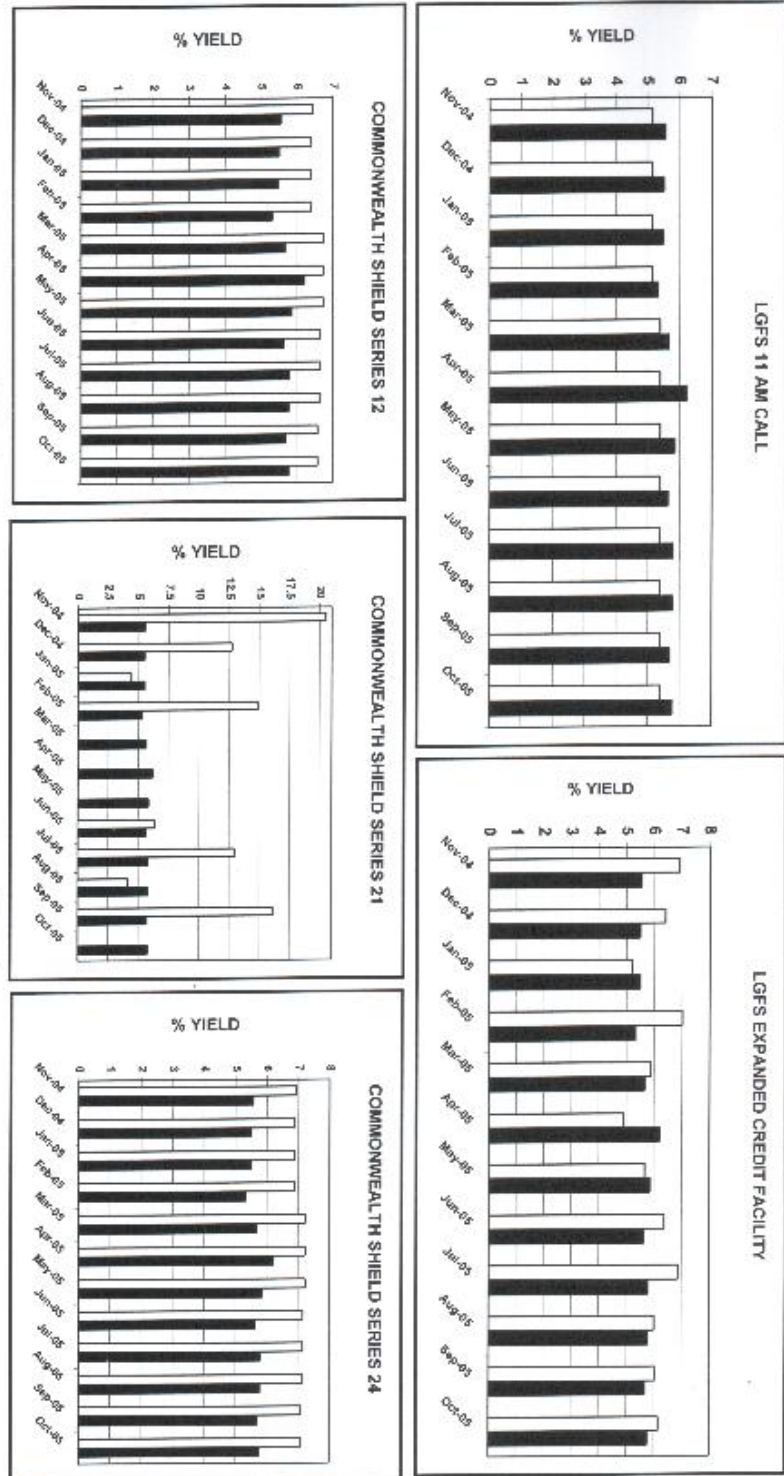 LGFS 11 AM CALL
% YIELD
7
6
5
4
3
2
1
0
Nov-04
Dec-04
Jan-05
Feb-05
Mar-05
Apr-05
May-05
Jun-05
Jul-05
Aug-05
Sep-05
Oct-05
LGFS EXPANDED CREDIT FACILITY
% YIELD
8
7
6
5
4
3
2
1
0
Nov-04
Dec-04
Jan-05
Feb-05
Mar-05
Apr-05
May-05
Jun-05
Jul-05
Aug-05
Sep-05
Oct-05
COMMONWEALTH SHIELD SERIES 12
% YIELD
7
6
5
4
3
2
1
0
Nov-04
Dec-04
Jan-05
Feb-05
Mar-05
Apr-05
May-05
Jun-05
Jul-05
Aug-05
Sep-05
Oct-05
COMMONWEALTH SHIELD SERIES 21
% YIELD
20
17.5
15
12.5
10
7.5
5
2.5
0
Nov-04
Dec-04
Jan-05
Feb-05
Mar-05
Apr-05
May-05
Jun-05
Jul-05
Aug-05
Sep-05
Oct-05
COMMONWEALTH SHIELD SERIES 24
% YIELD
8
7
6
5
4
3
2
1
0
Nov-04
Dec-04
Jan-05
Feb-05
Mar-05
Apr-05
May-05
Jun-05
Jul-05
Aug-05
Sep-05
Oct-05